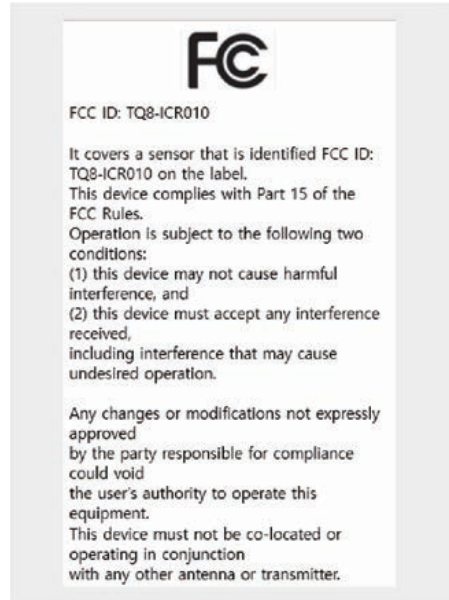 FC
FCC ID: TQ8-ICR010
It covers a sensor that is identified FCC ID:
TQ8-ICR010 on the label.
This device complies with Part 15 of the
FCC Rules.
Operation is subject to the following two
conditions:
(1) this device may not cause harmful
interference, and
(2) this device must accept any interference
received,
including interference that may cause
undesired operation.
Any changes or modifications not expressly
approved
by the party responsible for compliance
could void
the user's authority to operate this
equipment.
This device must not be co-located or
operating in conjunction
with any other antenna or transmitter.